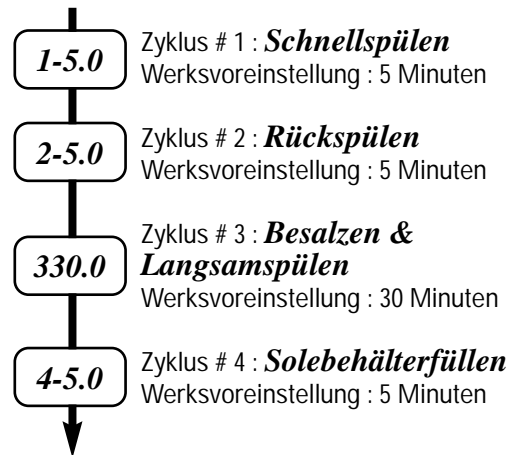 1-5.0
Zyklus # 1 : Schnellspülen
Werksvoreinstellung : 5 Minuten
2-5.0
Zyklus # 2 : Rückspülen
Werksvoreinstellung : 5 Minuten
330.0
Zyklus # 3 : Besalzen &
Langsamspülen
Werksvoreinstellung : 30 Minuten
4-5.0
Zyklus # 4 : Solebehälterfüllen
Werksvoreinstellung : 5 Minuten